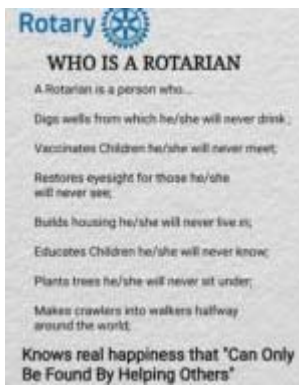 Rotary
WHO IS A ROTARIAN
A Rotarian is a person who...
Digs wells from which he/she will never drink;
Vaccinates Children he/she will never meet;
Restores eyesight for those he/she
will never see;
Builds housing he/she will never live in;
Educates Children he/she will never know;
Plants trees he/she will never sit under;
Makes crawlers into walkers halfway
around the world;
Knows real happiness that "Can Only
Be Found By Helping Others"